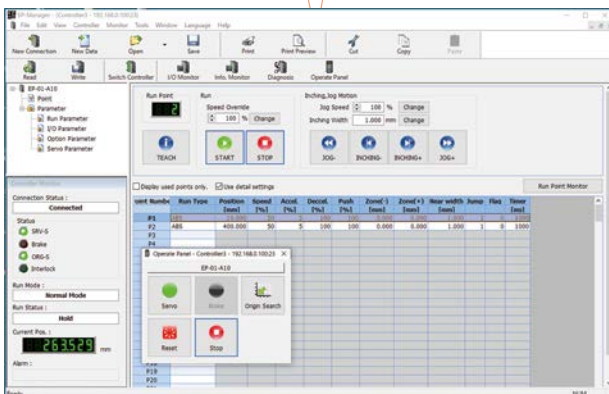 EP-Manager - [Controller3 - 192.168.0.100:23]
File Edit View Controller Monitor Tools Window Language Help
New Connection New Data Open Save Print Print Preview Cut Copy Paste
Read Write Switch Controller I/O Monitor Info. Monitor Diagnosis Operate Panel
EP-01-A10
Point
Parameter
Run Parameter
I/O Parameter
Option Parameter
Servo Parameter
Run Point Run Inching,Jog Motion
2 Speed Override Jog Speed 100 % Change
100 % Change Inching Width 1.000 mm Change
TEACH START STOP JOG- INCHING- INCHING+ JOG+
Controller Monitor
Display used points only. Use detail settings Run Point Monitor
Connection Status :
Connected
Status
SRV-S
Brake
ORG-S
Interlock
Run Mode :
Normal Mode
Run Status :
Hold
Current Pos. :
263.529 mm
Alarm :
Run Type Position [mm] Speed [%] Accel. [%] Decel. [%] Push [%] Zone(-) [mm] Zone(+) [mm] Near width [mm] Jump Flag Timer [ms]
P1
P2 ABS 400.000 50 5 100 100 0.000 0.000 1.000 1 0 1000
P3
P4
Operate Panel - Controller3 - 192.168.0.100:23
EP-01-A10
Servo Brake Origin Search
Reset Stop
P19
P20
Ready NUM